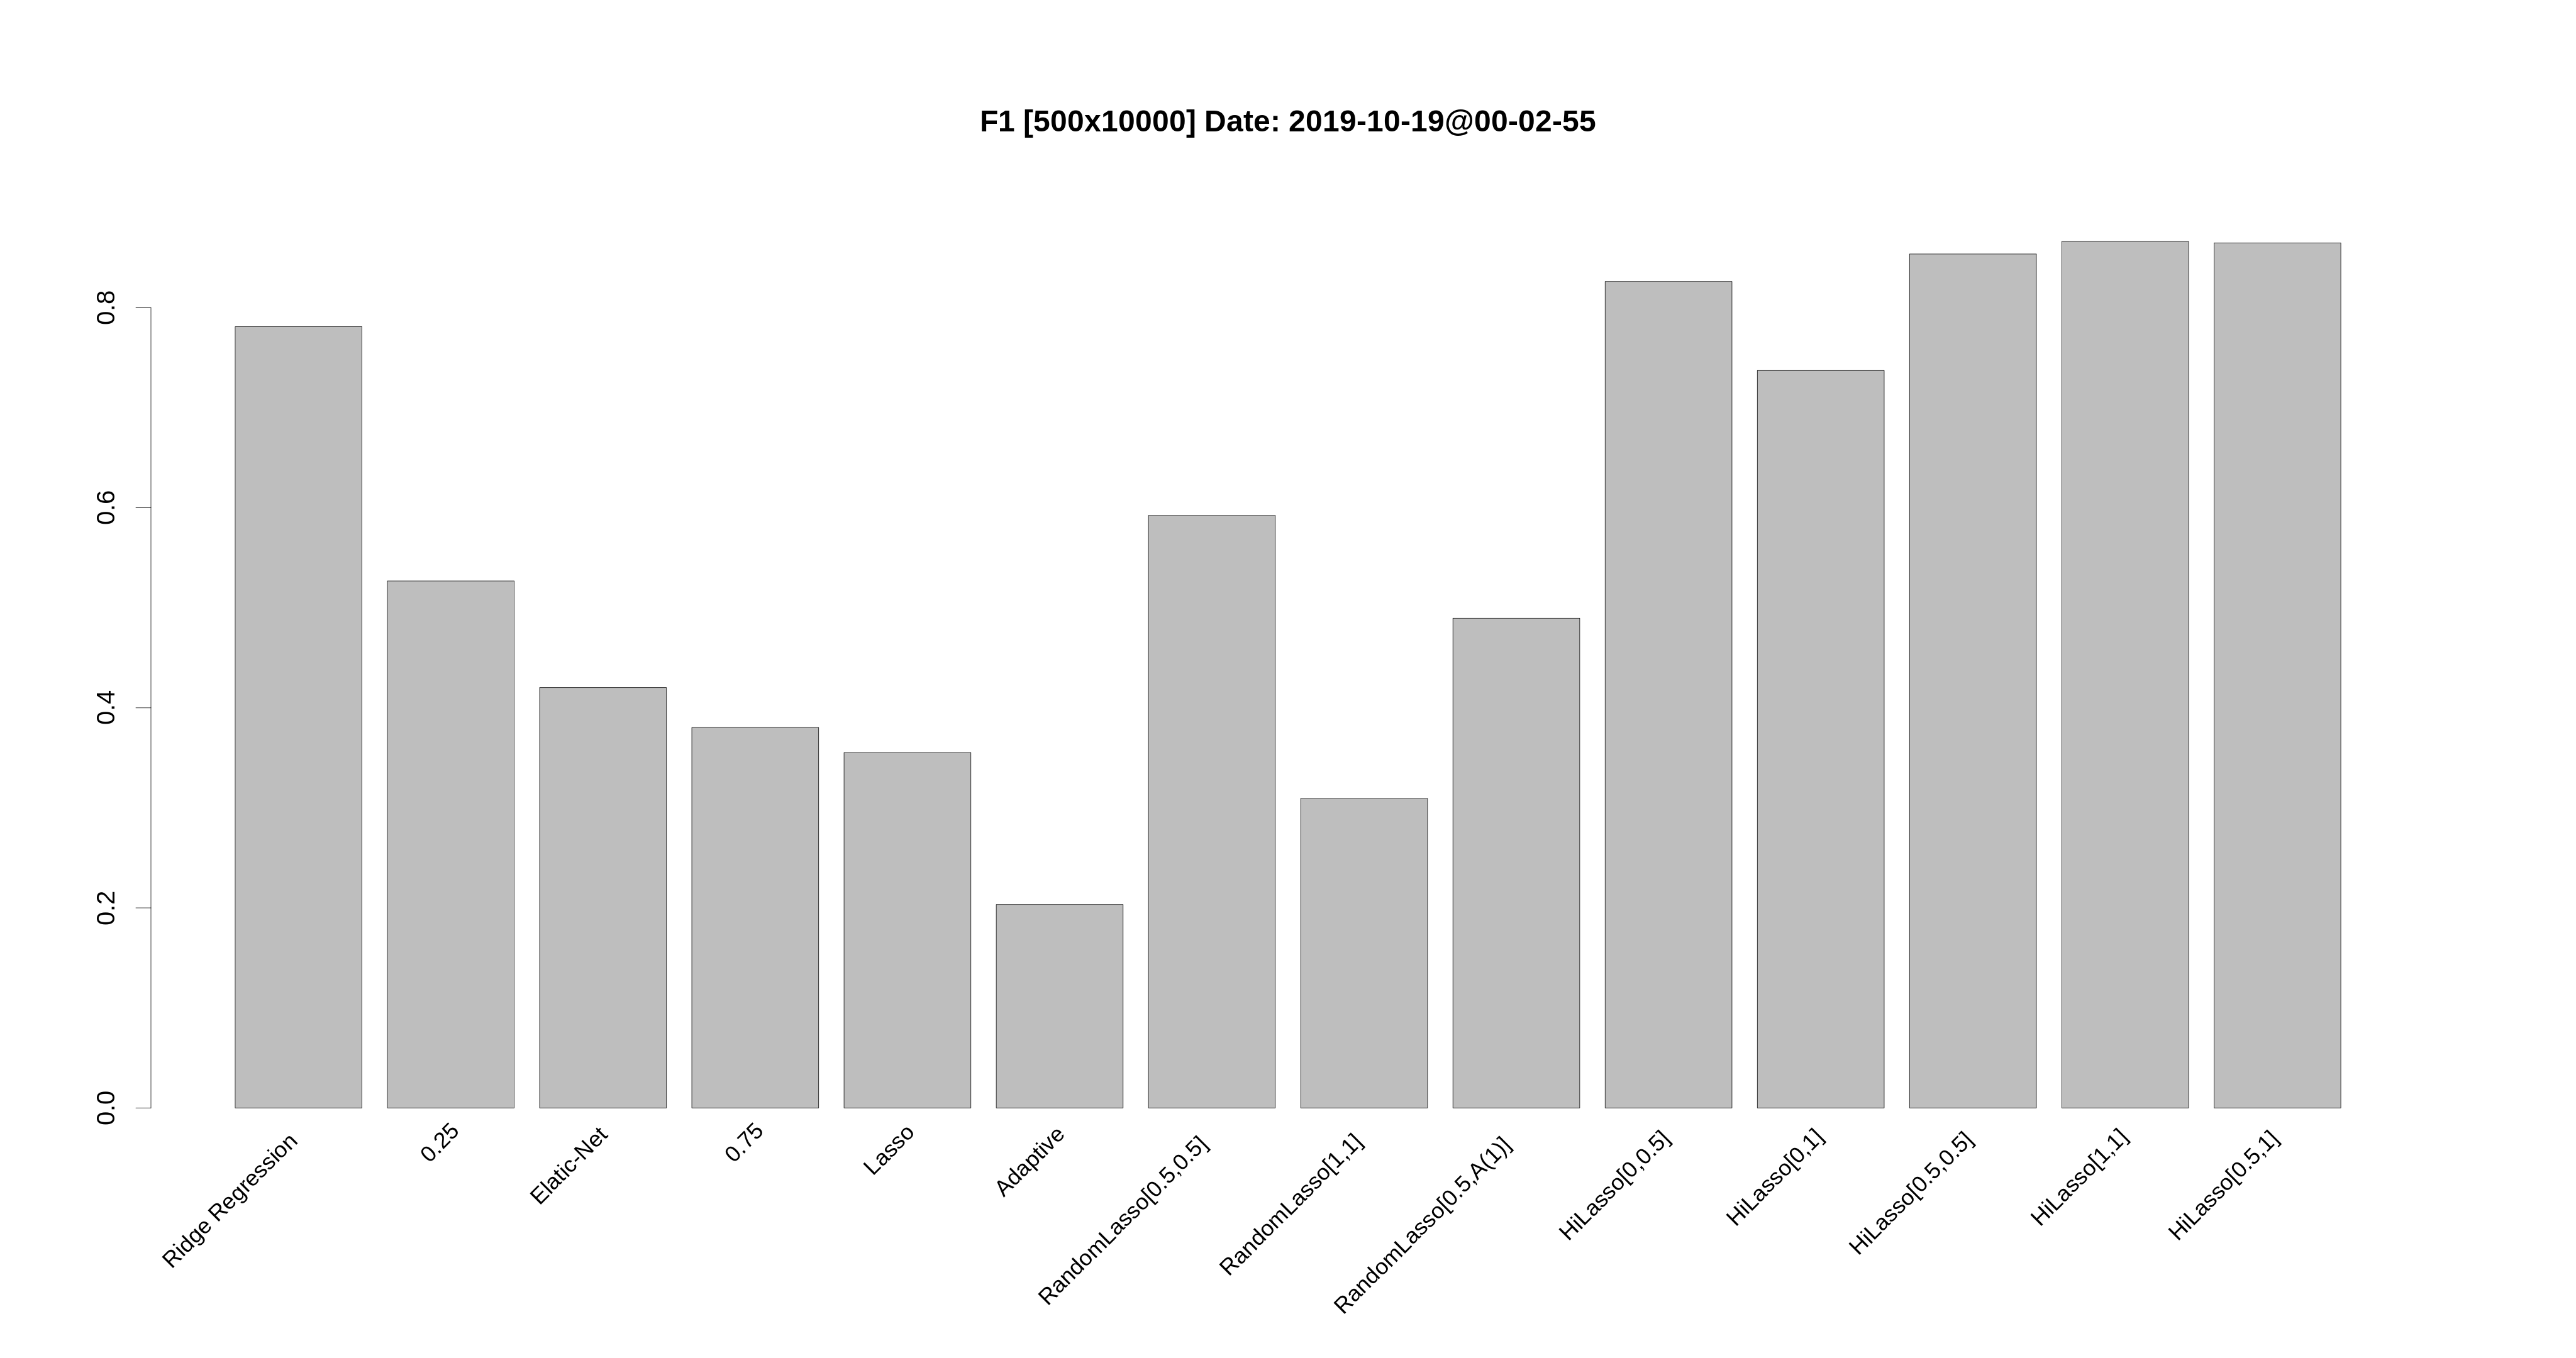 F1 [500x10000] Date: 2019-10-19@00-02-55
0.8
0.6
0.4
0.2
0.0
Ridge Regression
0.25
Elatic-Net
0.75
Lasso
Adaptive
RandomLasso[0.5,0.5]
RandomLasso[1,1]
RandomLasso[0.5,A(1)]
HiLasso[0,0.5]
HiLasso[0,1]
HiLasso[0.5,0.5]
HiLasso[1,1]
HiLasso[0.5,1]